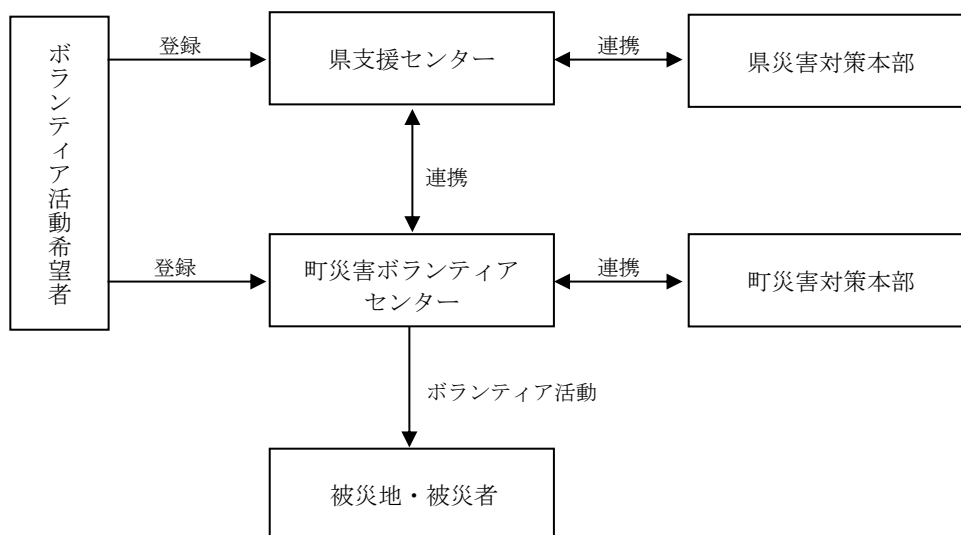 ボランティア活動希望者
登録
県支援センター
連携
県災害対策本部
連携
登録
町災害ボランティア
センター
連携
町災害対策本部
ボランティア活動
被災地・被災者